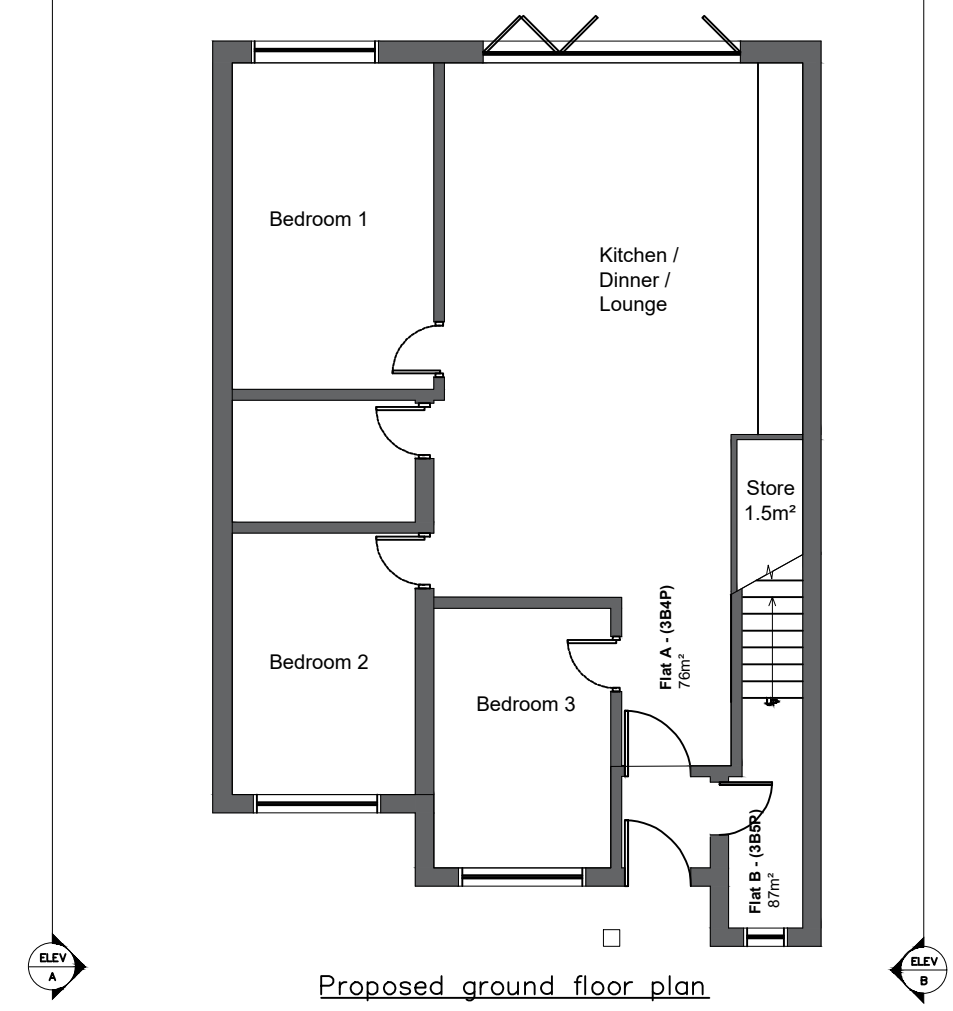 Bedroom 1
Kitchen /
Dinner /
Lounge
Store
1.5m²
Flat A - (3B4P)
76m²
Bedroom 2
Bedroom 3
Flat B - (3B5P)
87m²
ELEV
A
ELEV
B
Proposed ground floor plan